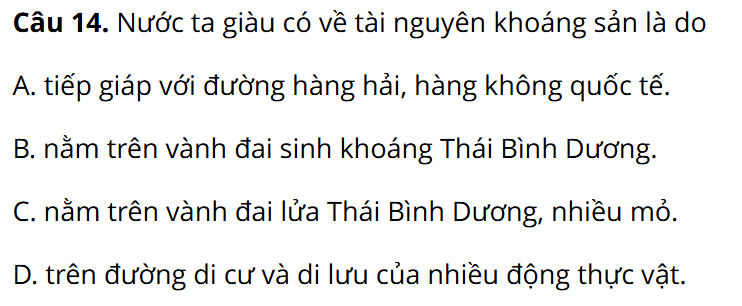 Câu 14. Nước ta giàu có về tài nguyên khoáng sản là do
A. tiếp giáp với đường hàng hải, hàng không quốc tế.
B. nằm trên vành đai sinh khoáng Thái Bình Dương.
C. nằm trên vành đai lửa Thái Bình Dương, nhiều mỏ.
D. trên đường di cư và di lưu của nhiều động thực vật.